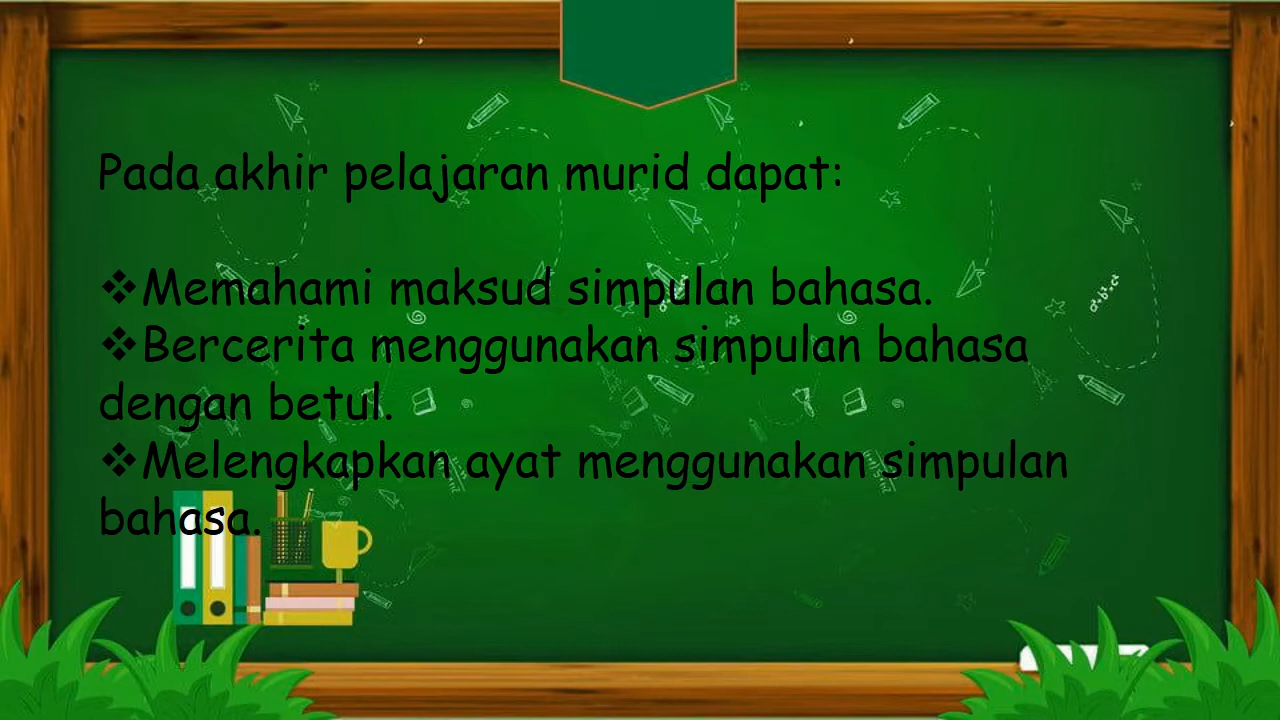 Pada akhir pelajaran murid dapat:
❖Memahami maksud simpulan bahasa.
❖Bercerita menggunakan simpulan bahasa
dengan betul.
❖Melengkapkan ayat menggunakan simpulan
bahasa.